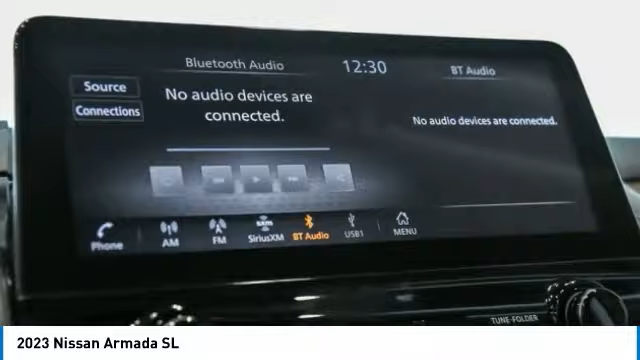 Bluetooth Audio
12:30
BT Audio
Source
Connections
No audio devices are
connected.
No audio devices are connected.
Phone
AM
FM
SiriusXM
BT Audio
USB1
MENU
TUNE·FOLDER
2023 Nissan Armada SL